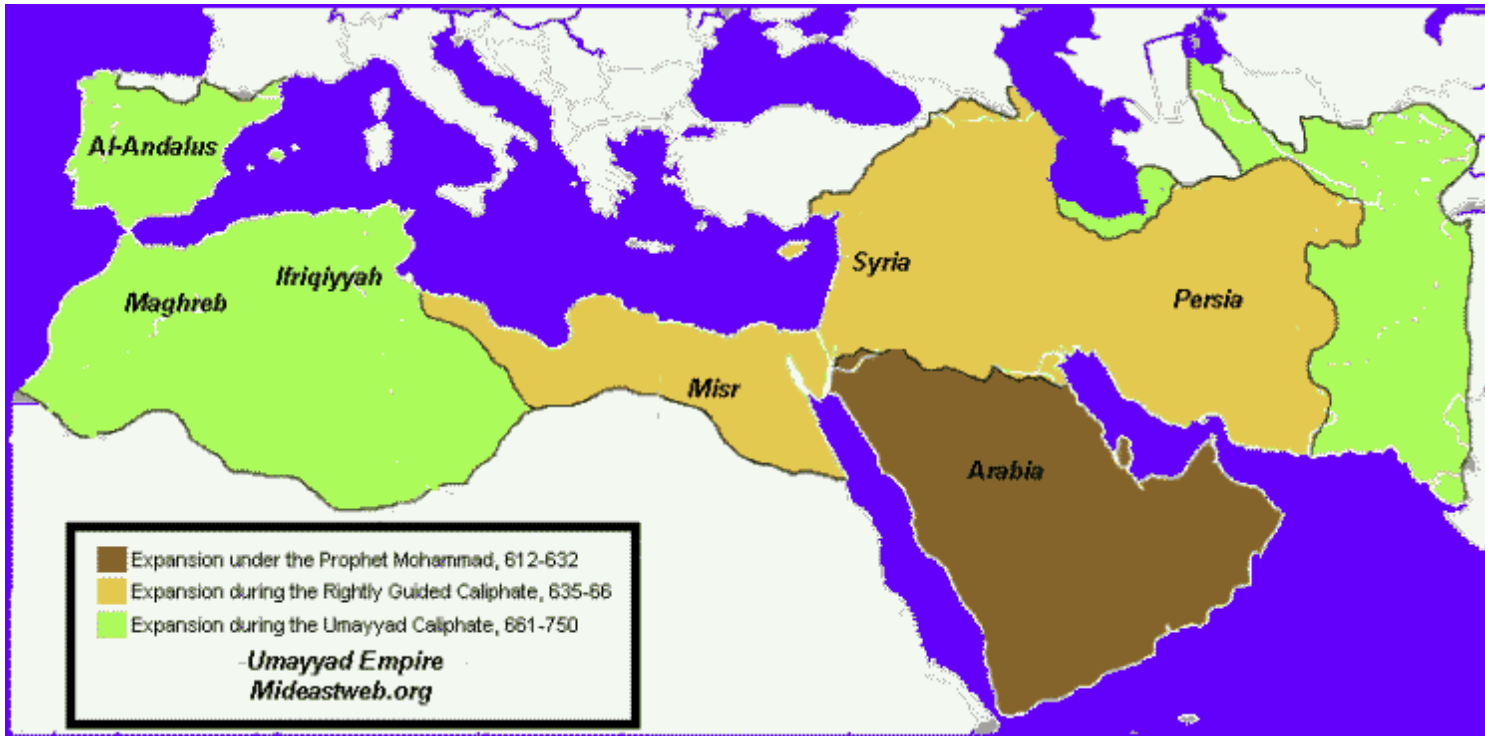 Al-Andalus
Ifriqiyyah
Maghreb
Syria
Persia
Misr
Arabia
Expansion under the Prophet Mohammad, 612-632
Expansion during the Rightly Guided Caliphate, 635-66
Expansion during the Umayyad Caliphate, 661-750
Umayyad Empire
Mideastweb.org